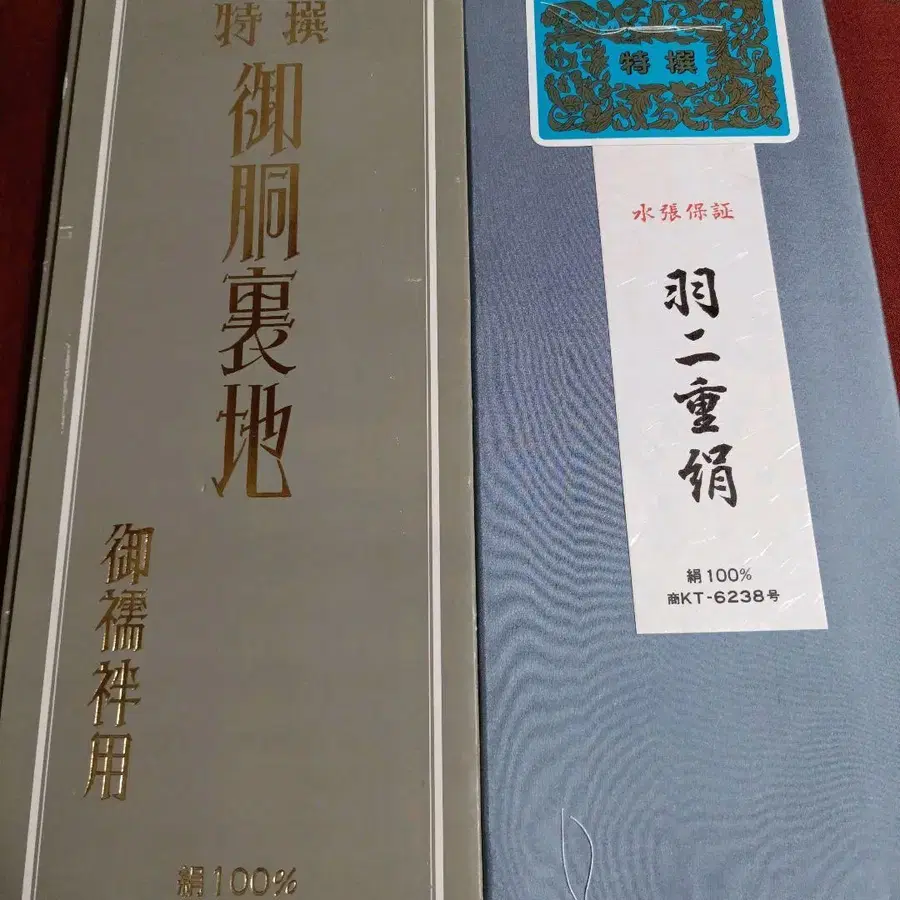 特撰
御胴裏地
御襦袢用
絹100%
特撰
水張保証
羽二重絹
絹100%
商KT-6238号